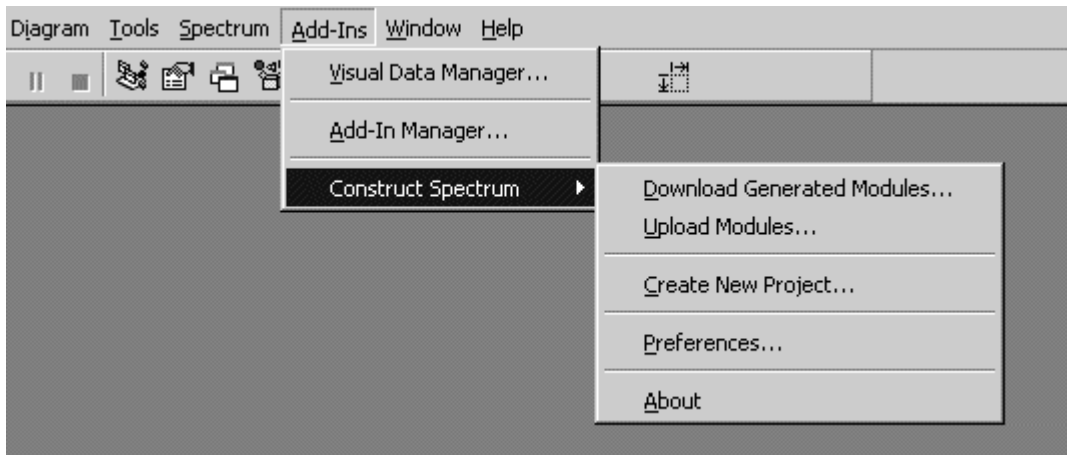 Diagram Tools Spectrum Add-Ins Window Help
Visual Data Manager...
Add-In Manager...
Construct Spectrum
Download Generated Modules...
Upload Modules...
Create New Project...
Preferences...
About